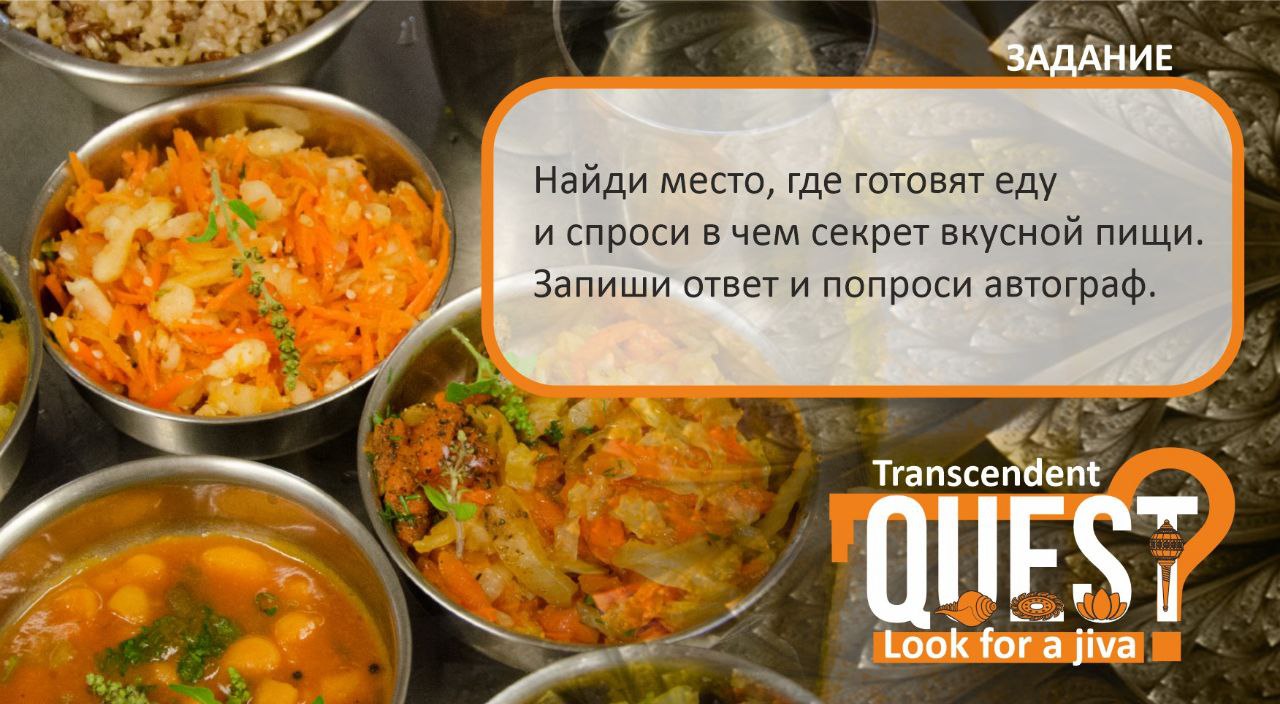 ЗАДАНИЕ
Найди место, где готовят еду
и спроси в чем секрет вкусной пищи.
Запиши ответ и попроси автограф.
Transcendent
QUEST?
Look for a jiva